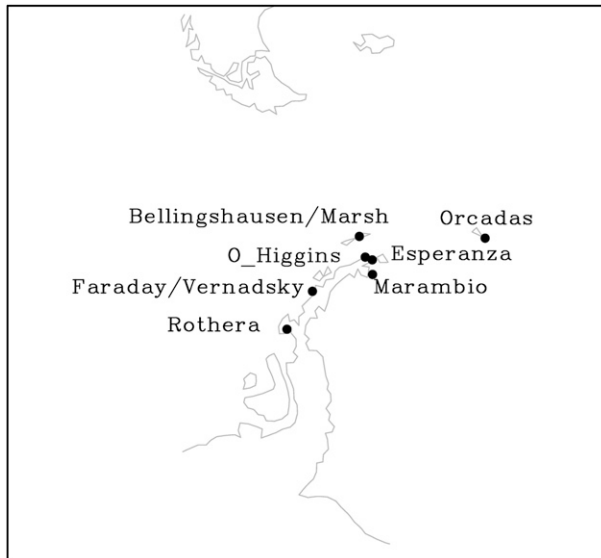 Bellingshausen/Marsh
Orcadas
O_Higgins
Esperanza
Faraday/Vernadsky
Marambio
Rothera